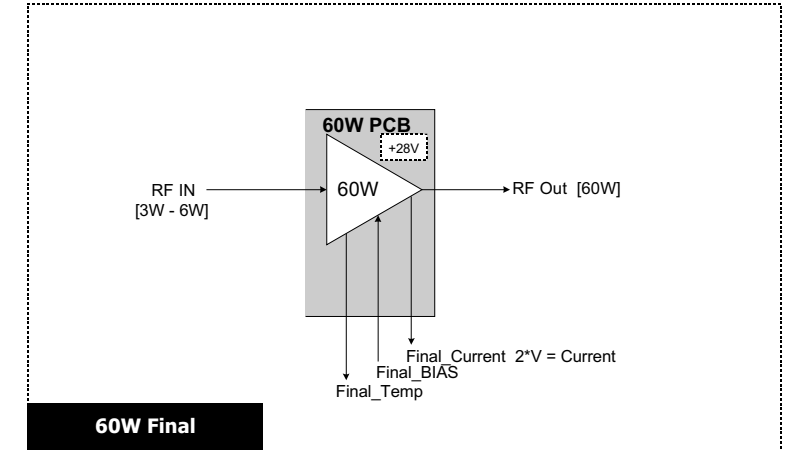 60W PCB
+28V
60W
RF IN
[3W - 6W]
RF Out [60W]
Final_Current 2*V = Current
Final_BIAS
Final_Temp
60W Final